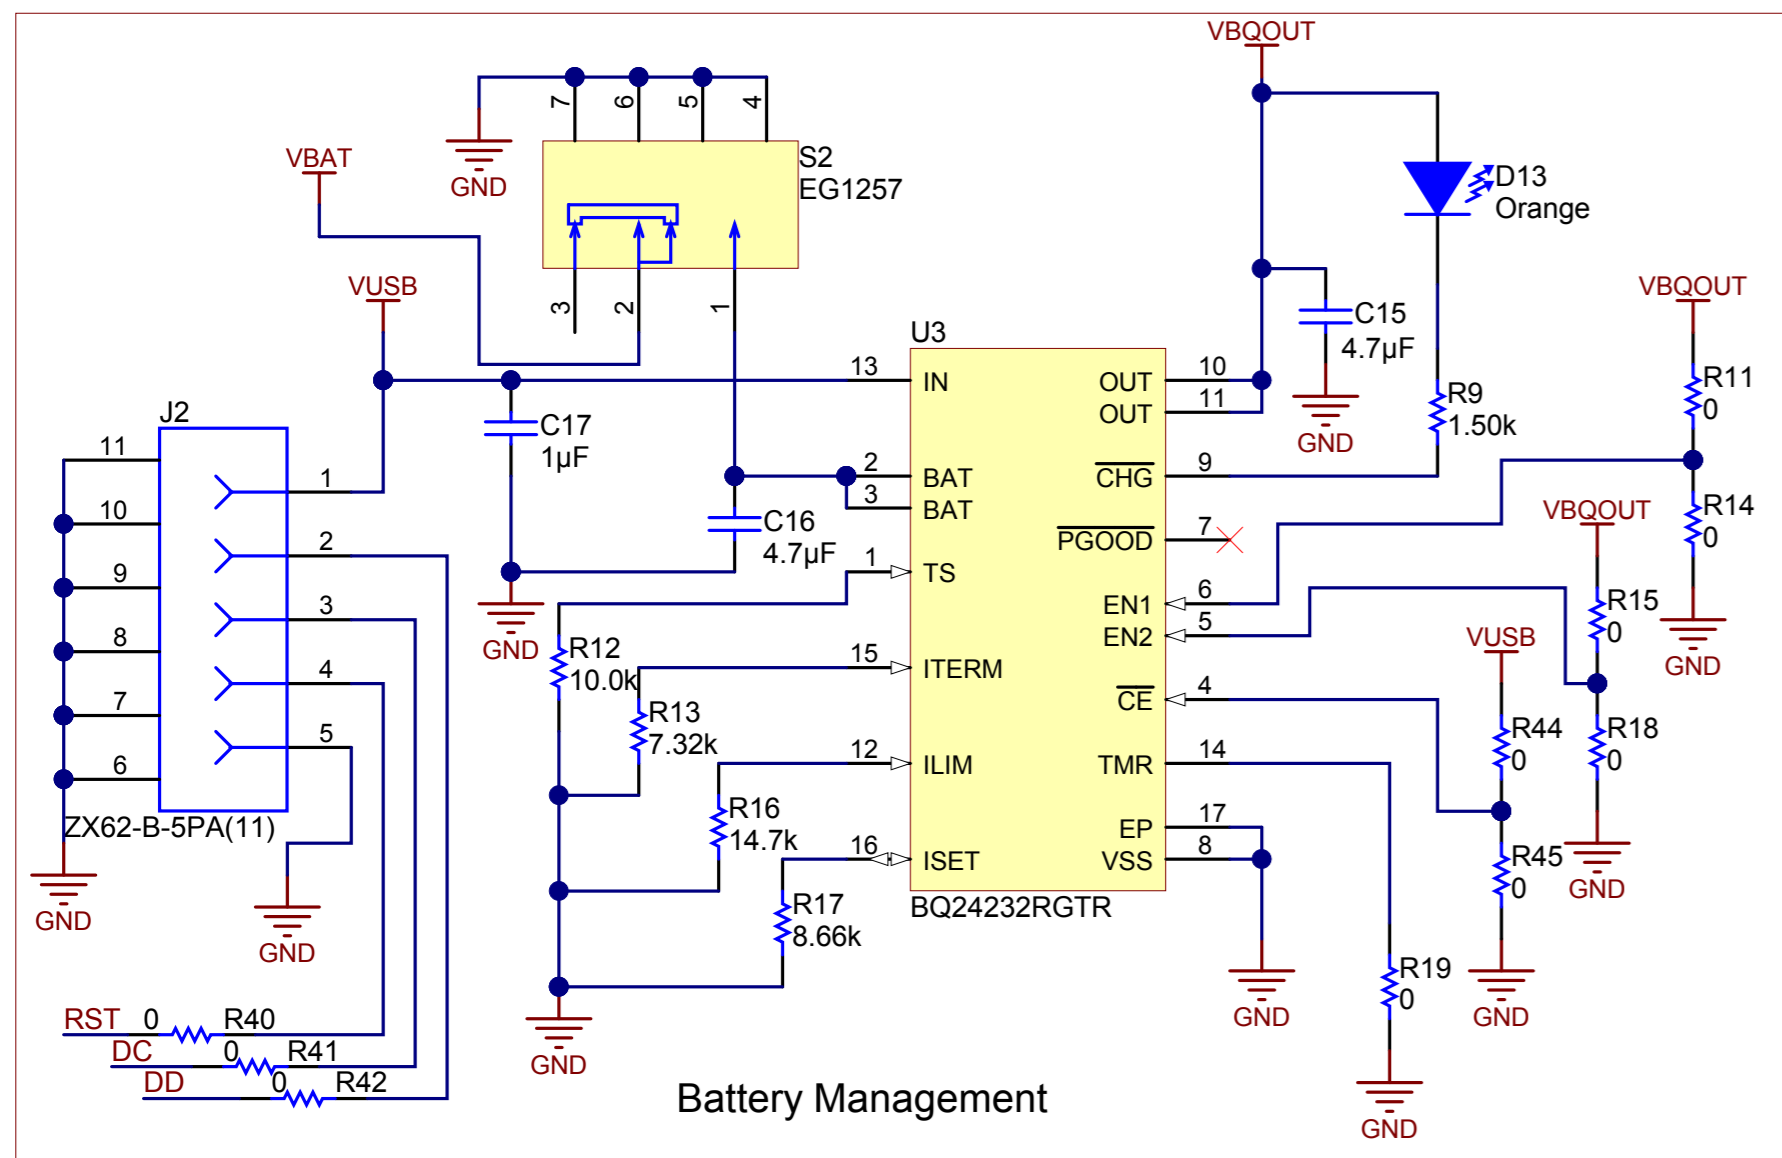 VBQOUT
7
6
5
4
S2
EG1257
GND
VBAT
D13
Orange
VUSB
3
2
1
VBQOUT
C15
4.7µF
GND
U3
13
IN
OUT
10
OUT
11
R11
0
R9
1.50k
J2
11
1
C17
1µF
2
BAT
3
BAT
CHG
9
10
2
C16
4.7µF
PGOOD
7
R14
0
VBQOUT
9
1
TS
3
GND
EN1
6
EN2
5
R15
0
8
R12
10.0k
15
ITERM
VUSB
GND
4
CE
4
7
R13
7.32k
R44
0
R18
0
5
12
ILIM
TMR
14
6
ZX62-B-5PA(11)
R16
14.7k
EP
17
VSS
8
16
ISET
R45
0
GND
GND
GND
R17
8.66k
BQ24232RGTR
GND
R19
0
GND
GND
RST
0
R40
DC
0
R41
DD
0
R42
GND
Battery Management
GND